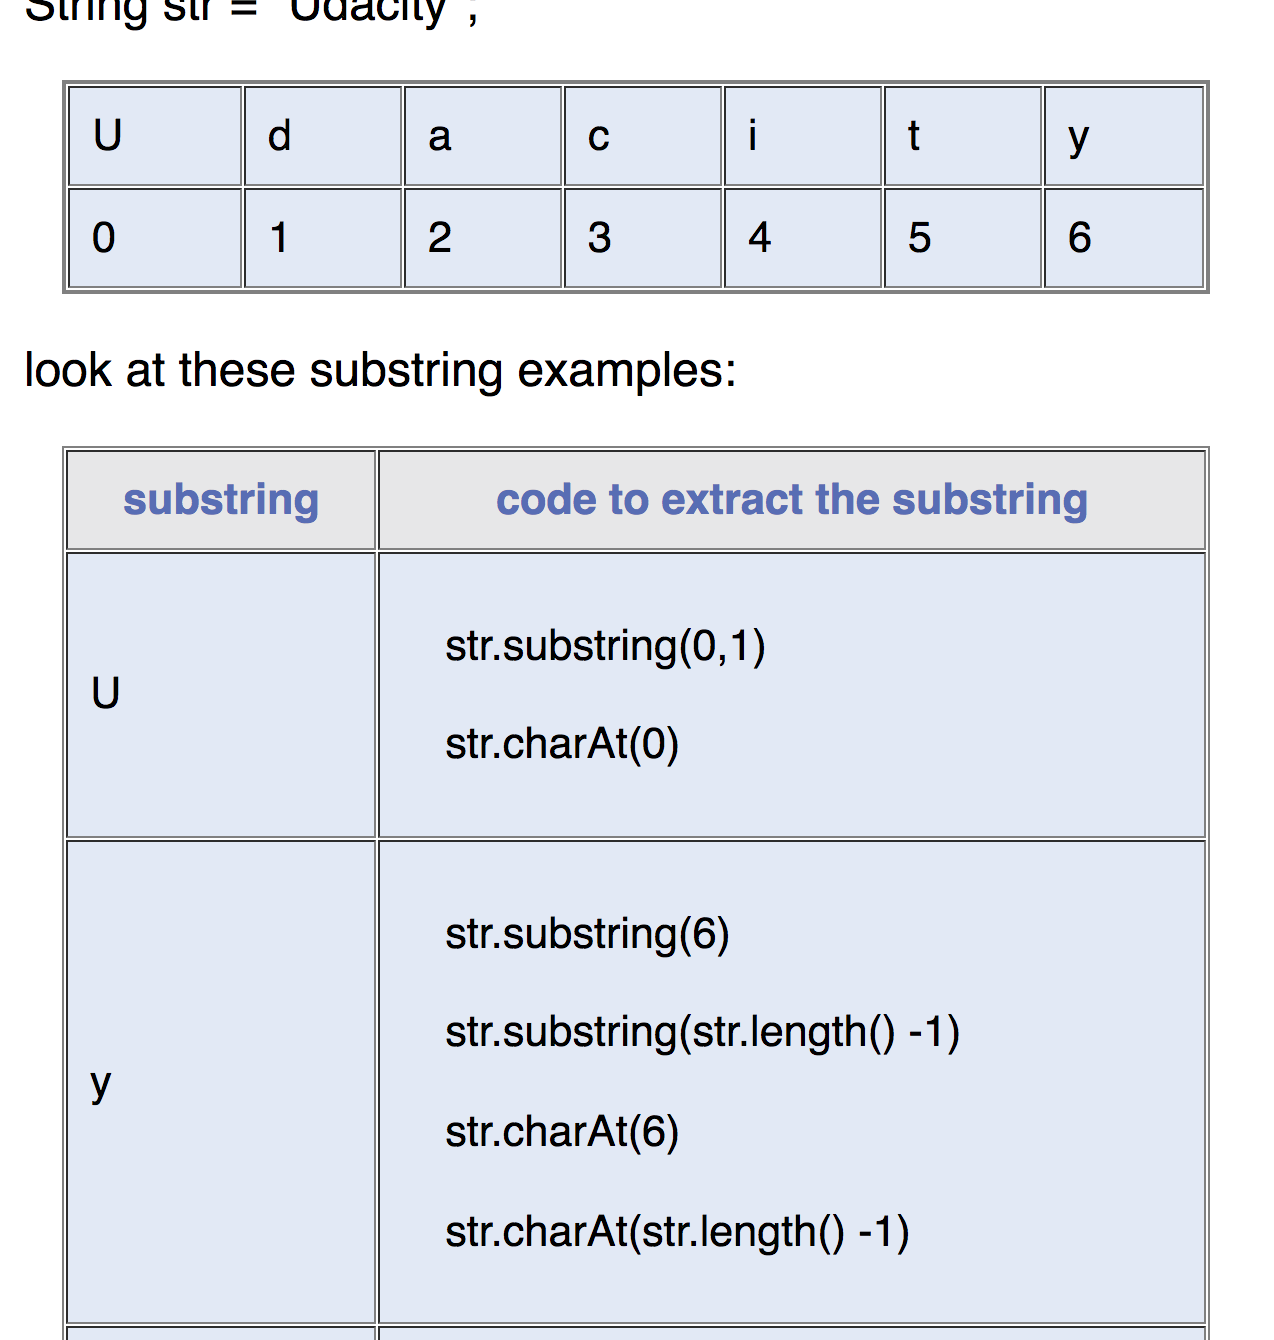 String str = "Udacity";
U d a c i t y
0 1 2 3 4 5 6
look at these substring examples:
substring code to extract the substring
U
str.substring(0,1)
str.charAt(0)
y
str.substring(6)
str.substring(str.length() -1)
str.charAt(6)
str.charAt(str.length() -1)